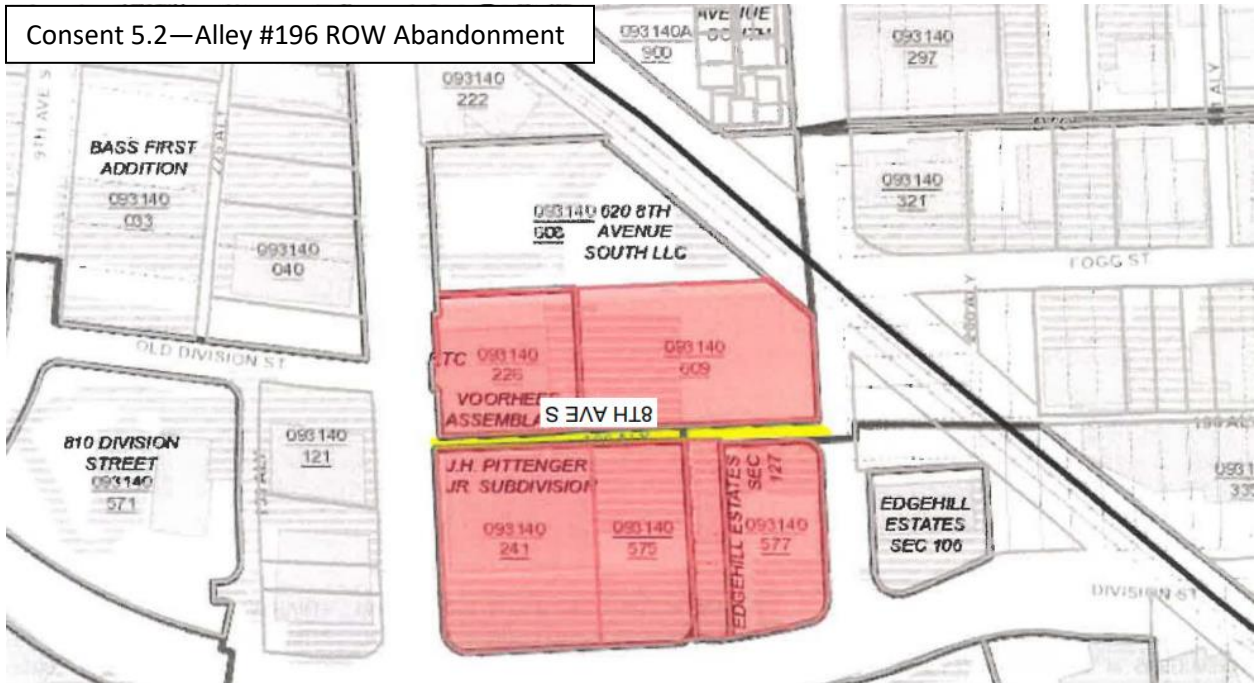 Consent 5.2—Alley #196 ROW Abandonment
AVENUE
093140A
900
093140
297
093140
222
9TH AVE S
BASS FIRST
ADDITION
093140
033
093140
321
093140 620 8TH
608 AVENUE
SOUTH LLC
093140
040
FOGG ST
OLD DIVISION ST
093140
226
093140
609
VOORHEES
8TH AVE S
810 DIVISION
STREET
093140
571
093140
121
J.H. PITTENGER
JR. SUBDIVISION
093140
241
093140
575
EDGEHILL ESTATES
SEC
127
093140
577
EDGEHILL
ESTATES
SEC 106
DIVISION ST